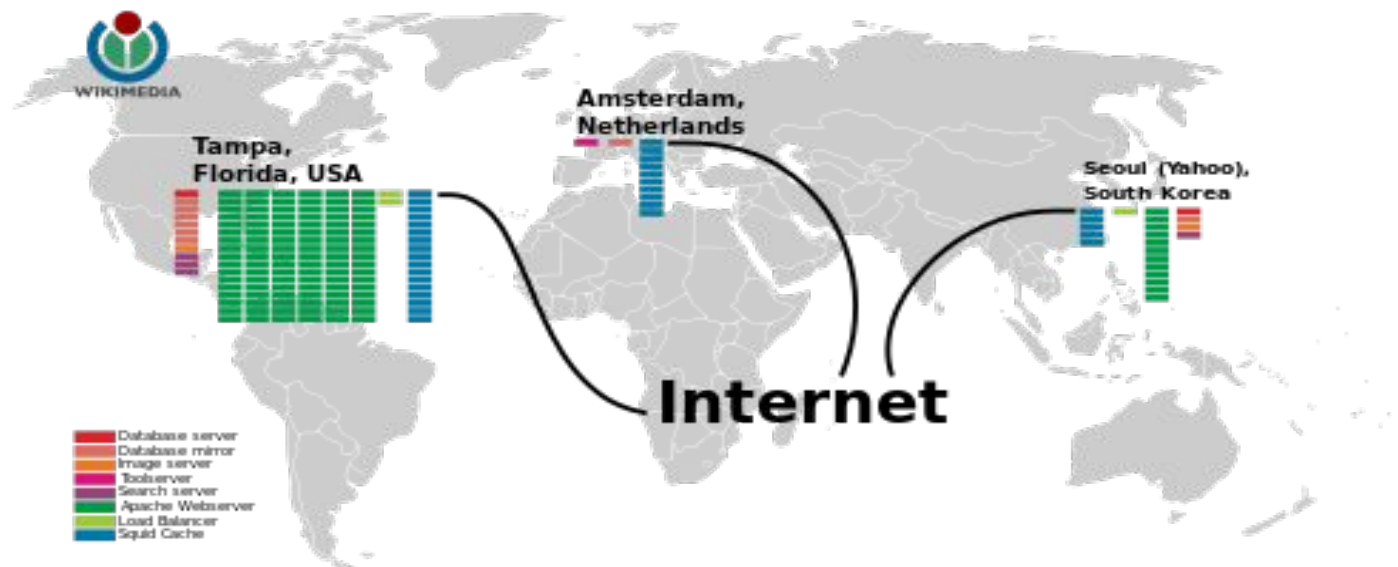 WIKIMEDIA
Tampa,
Florida, USA
Amsterdam,
Netherlands
Seoul (Yahoo),
South Korea
Internet
Database server
Database mirror
Image server
Toolserver
Search server
Apache Webserver
Load Balancer
Squid Cache